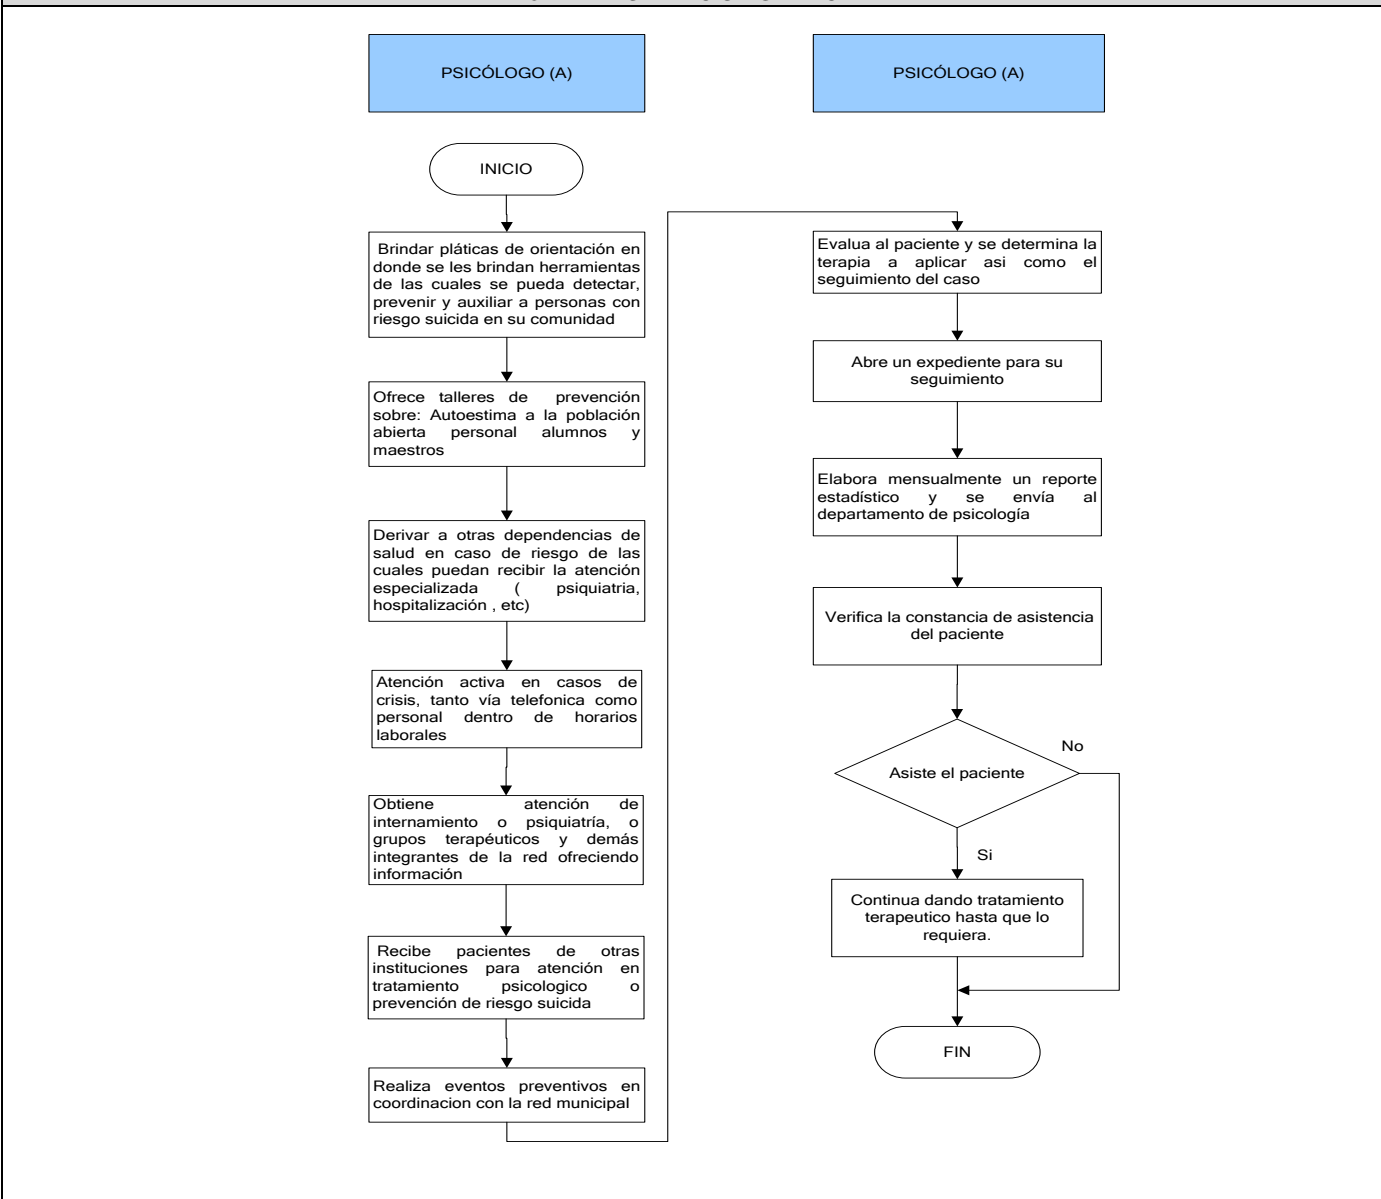 PSICÓLOGO (A)
INICIO
Brindar pláticas de orientación en
donde se les brindan herramientas
de las cuales se pueda detectar,
prevenir y auxiliar a personas con
riesgo suicida en su comunidad
Ofrece talleres de prevención
sobre: Autoestima a la población
abierta personal alumnos y
maestros
Derivar a otras dependencias de
salud en caso de riesgo de las
cuales puedan recibir la atención
especializada ( psiquiatria,
hospitalización , etc)
Atención activa en casos de
crisis, tanto vía telefonica como
personal dentro de horarios
laborales
Obtiene atención de
internamiento o psiquiatría, o
grupos terapéuticos y demás
integrantes de la red ofreciendo
información
Recibe pacientes de otras
instituciones para atención en
tratamiento psicologico o
prevención de riesgo suicida
Realiza eventos preventivos en
coordinacion con la red municipal
PSICÓLOGO (A)
Evalua al paciente y se determina la
terapia a aplicar asi como el
seguimiento del caso
Abre un expediente para su
seguimiento
Elabora mensualmente un reporte
estadístico y se envía al
departamento de psicología
Verifica la constancia de asistencia
del paciente
Asiste el paciente
No
Si
Continua dando tratamiento
terapeutico hasta que lo
requiera.
FIN